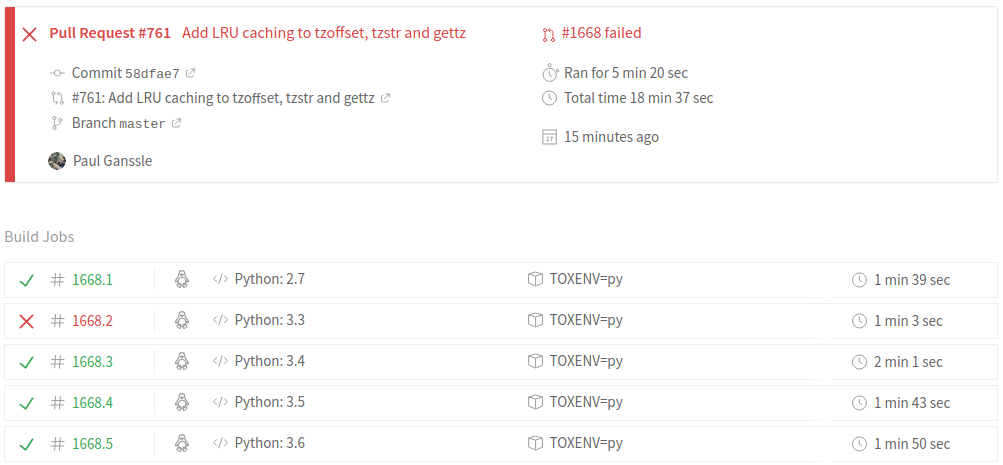 Pull Request #761 Add LRU caching to tzoffset, tzstr and gettz
#1668 failed
Commit 58dfae7
Ran for 5 min 20 sec
#761: Add LRU caching to tzoffset, tzstr and gettz
Total time 18 min 37 sec
Branch master
15 minutes ago
27
Paul Ganssle
Build Jobs
# 1668.1 </> Python: 2.7 TOXENV=py 1 min 39 sec
# 1668.2 </> Python: 3.3 TOXENV=py 1 min 3 sec
# 1668.3 </> Python: 3.4 TOXENV=py 2 min 1 sec
# 1668.4 </> Python: 3.5 TOXENV=py 1 min 43 sec
# 1668.5 </> Python: 3.6 TOXENV=py 1 min 50 sec